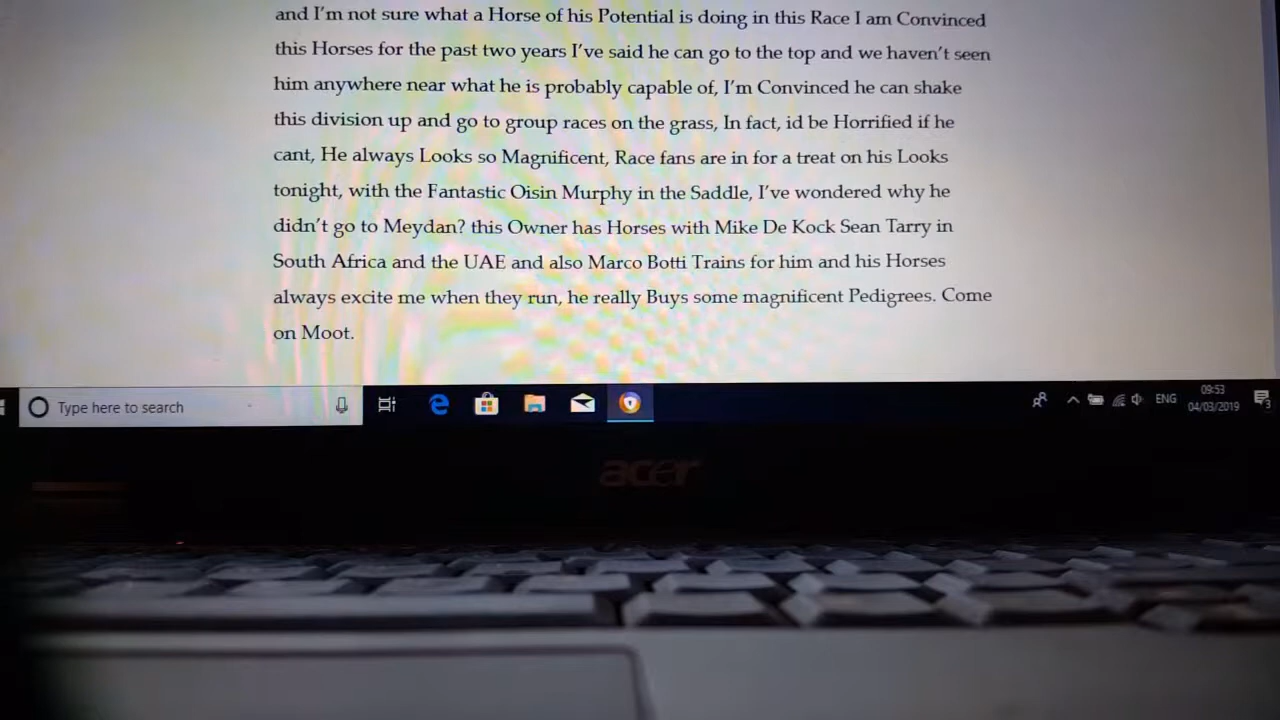 and I'm not sure what a Horse of his Potential is doing in this Race I am Convinced
this Horses for the past two years I've said he can go to the top and we haven't seen
him anywhere near what he is probably capable of, I'm Convinced he can shake
this division up and go to group races on the grass, In fact, id be Horrified if he
cant, He always Looks so Magnificent, Race fans are in for a treat on his Looks
tonight, with the Fantastic Oisin Murphy in the Saddle, I've wondered why he
didn't go to Meydan? this Owner has Horses with Mike De Kock Sean Tarry in
South Africa and the UAE and also Marco Botti Trains for him and his Horses
always excite me when they run, he really Buys some magnificent Pedigrees. Come
on Moot.
Type here to search
ENG
09:53
04/03/2019
3
acer